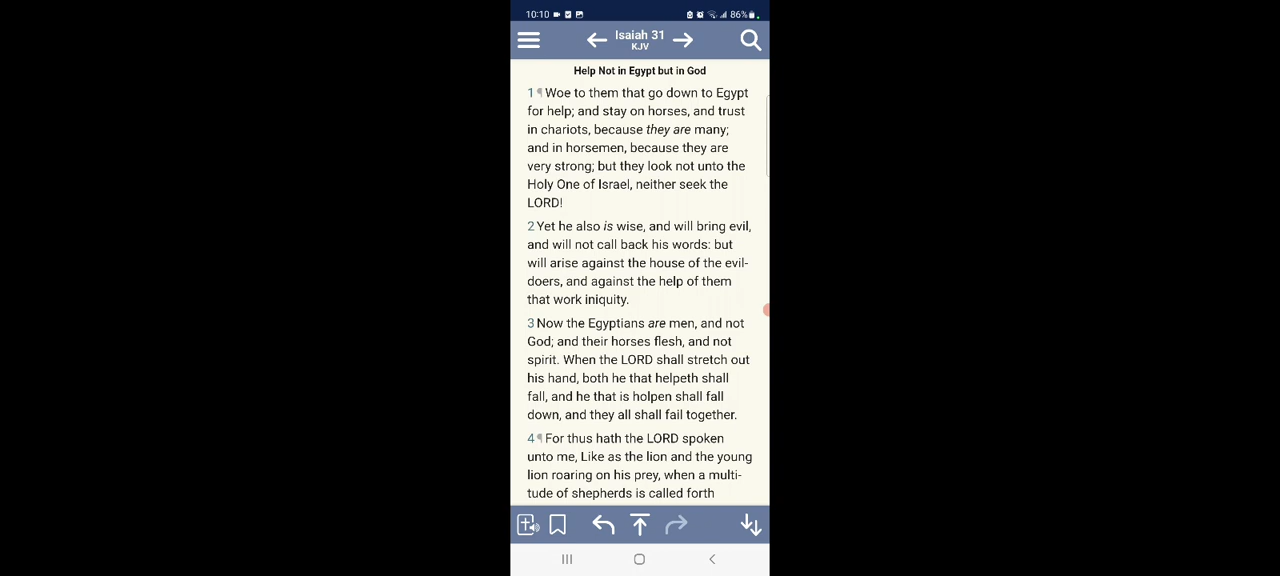 10:10 86%
Isaiah 31
KJV
Help Not in Egypt but in God
1 ¶ Woe to them that go down to Egypt
for help; and stay on horses, and trust
in chariots, because they are many;
and in horsemen, because they are
very strong; but they look not unto the
Holy One of Israel, neither seek the
LORD!
2 Yet he also is wise, and will bring evil,
and will not call back his words: but
will arise against the house of the evil-
doers, and against the help of them
that work iniquity.
3 Now the Egyptians are men, and not
God; and their horses flesh, and not
spirit. When the LORD shall stretch out
his hand, both he that helpeth shall
fall, and he that is holpen shall fall
down, and they all shall fail together.
4 ¶ For thus hath the LORD spoken
unto me, Like as the lion and the young
lion roaring on his prey, when a multi-
tude of shepherds is called forth